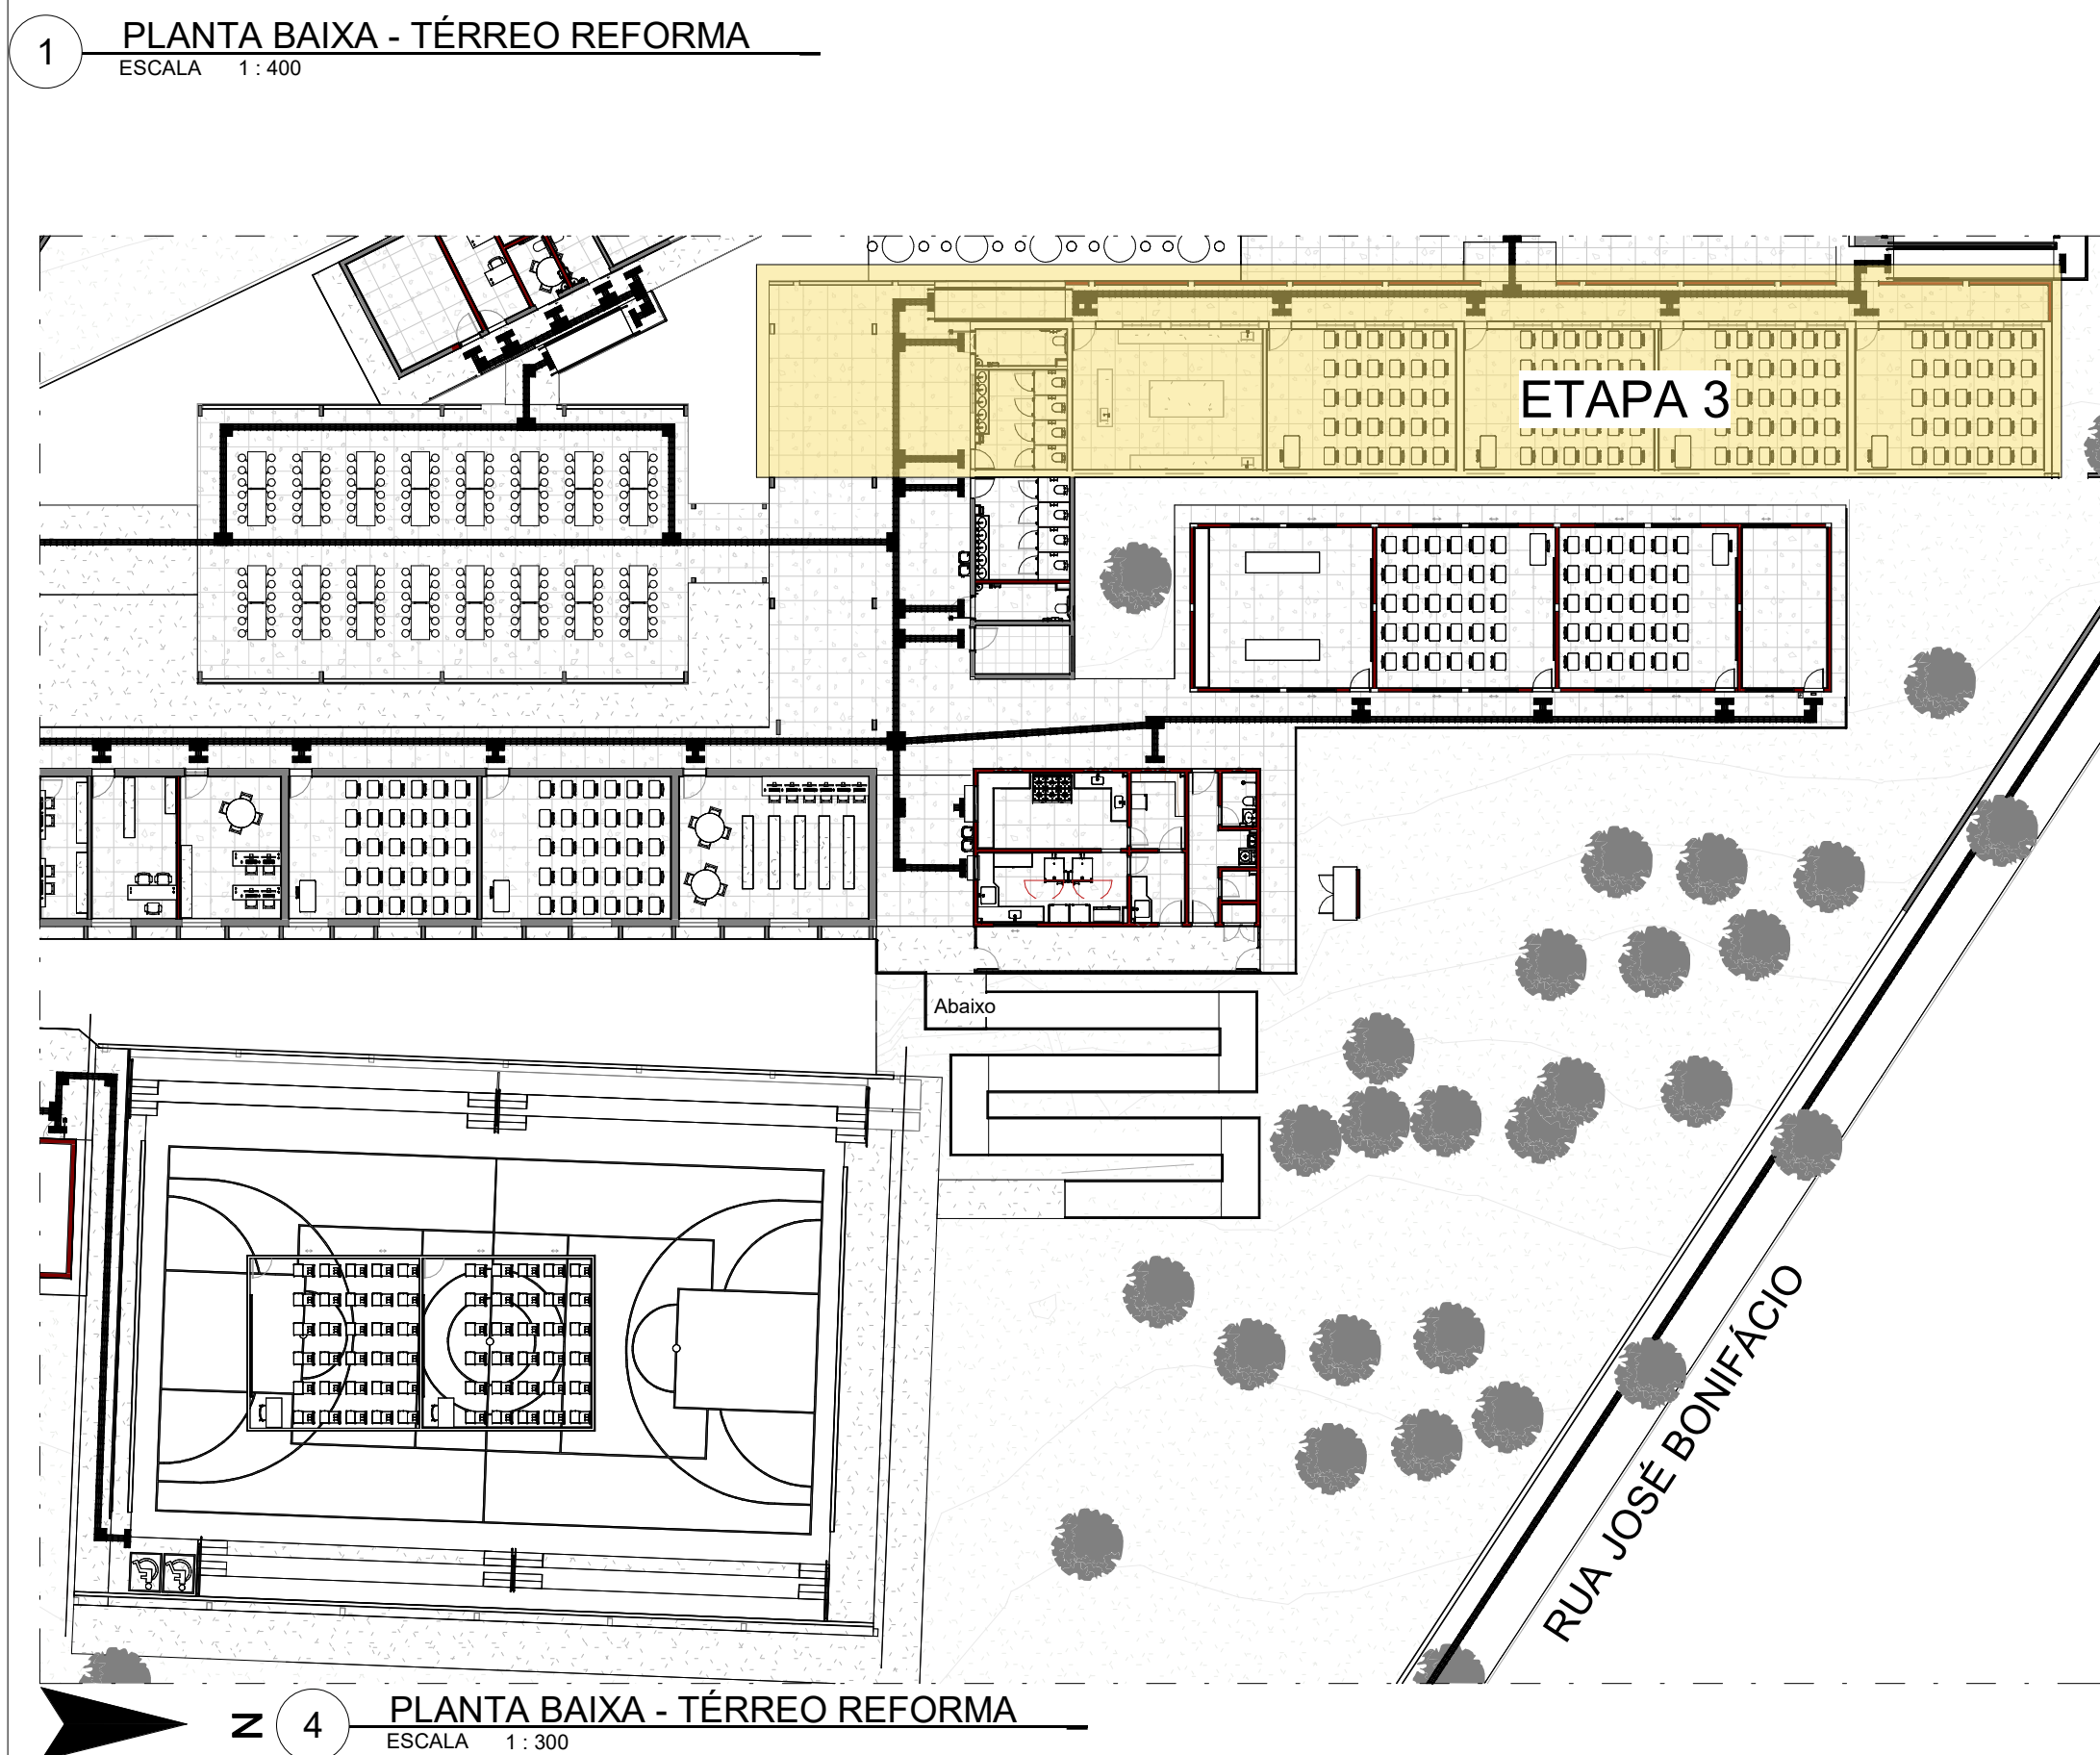 1
PLANTA BAIXA - TÉRREO REFORMA
ESCALA 1 : 400
ETAPA 3
Abaixo
RUA JOSÉ BONIFÁCIO
N
4
PLANTA BAIXA - TÉRREO REFORMA
ESCALA 1 : 300